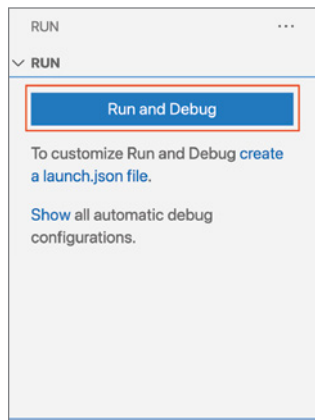 RUN ...
RUN
Run and Debug
To customize Run and Debug create
a launch.json file.
Show all automatic debug
configurations.